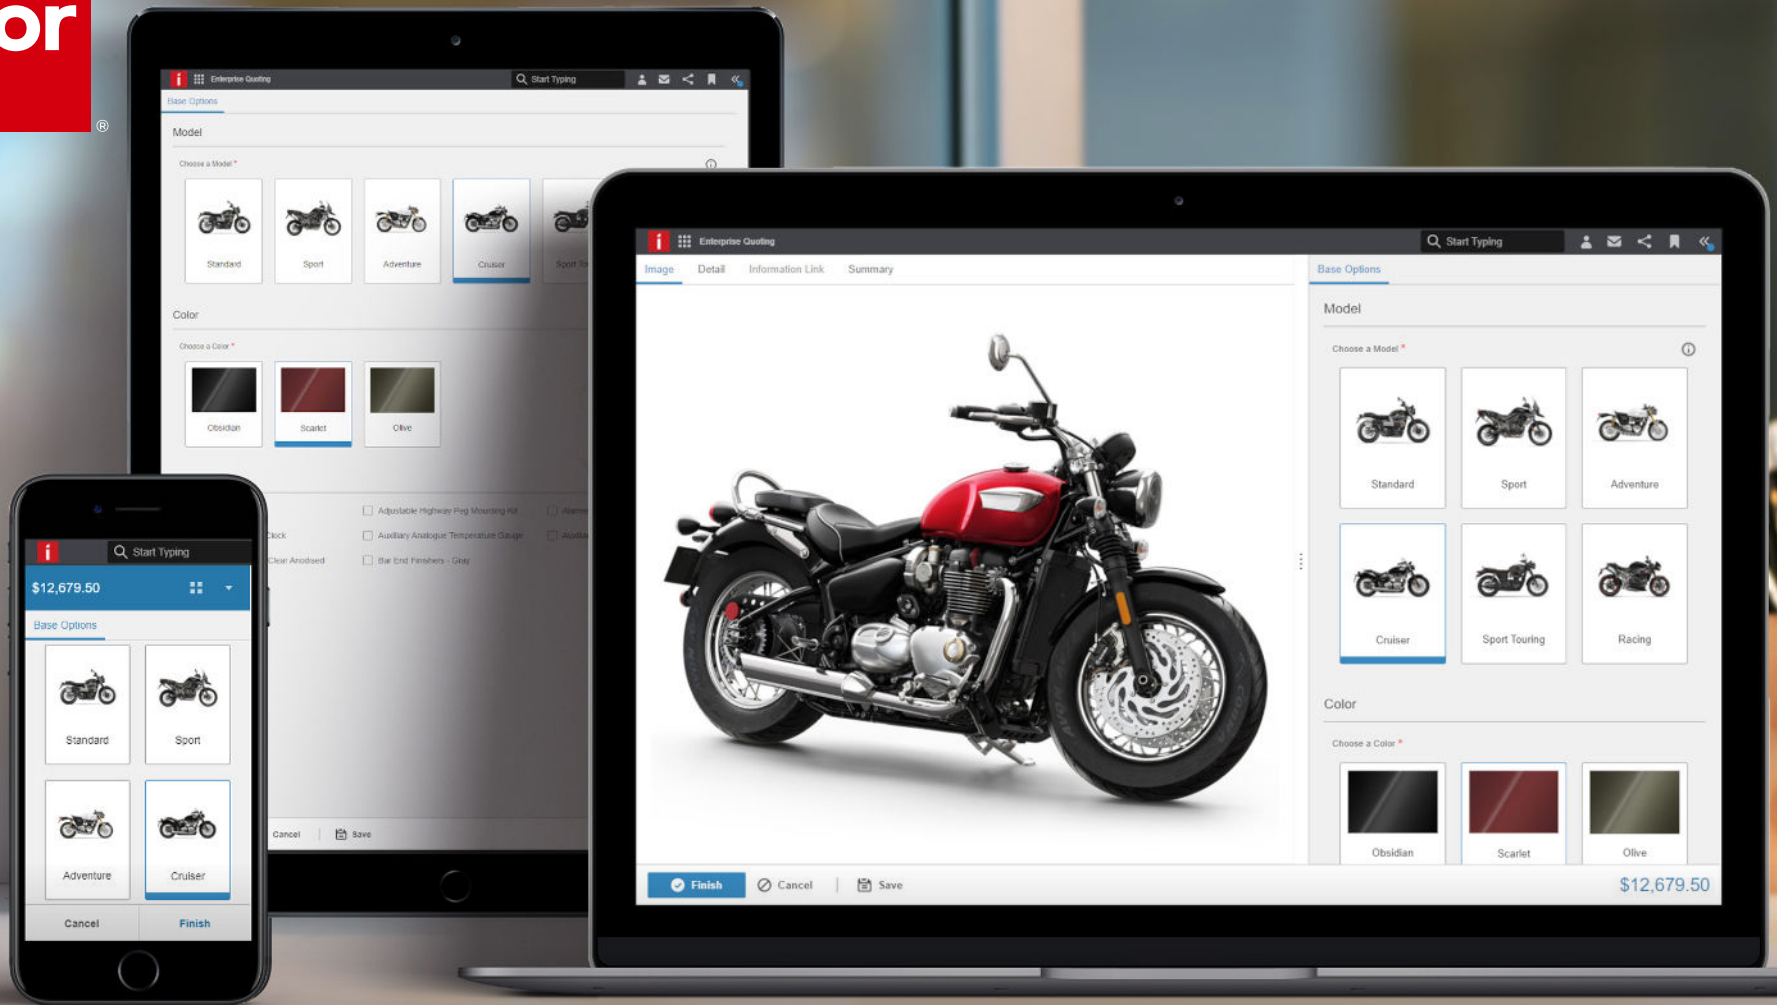 or
®
Enterprise Quoting
Start Typing
Base Options
Model
Choose a Model *
Standard
Sport
Adventure
Cruiser
Color
Choose a Color *
Obsidian
Scarlet
Olive
Adjustable Highway Peg Mounting Kit
Clock
Auxiliary Analogue Temperature Gauge
Clear Anodised
Bar End Finishers - Gray
Cancel
Save
Start Typing
$12,679.50
Base Options
Standard
Sport
Adventure
Cruiser
Cancel
Finish
Enterprise Quoting
Start Typing
Image Detail Information Link Summary
Base Options
Model
Choose a Model *
Standard
Sport
Adventure
Cruiser
Sport Touring
Racing
Color
Choose a Color *
Obsidian
Scarlet
Olive
Finish
Cancel
Save
$12,679.50